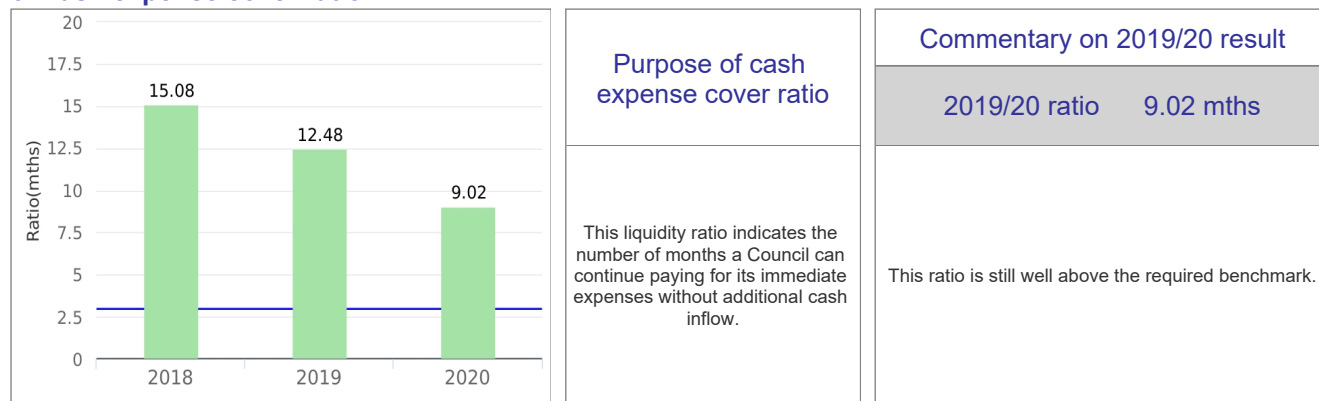 20
17.5
15
12.5
10
7.5
5
2.5
0
Ratio(mths)
15.08
12.48
9.02
2018 2019 2020
Purpose of cash
expense cover ratio
This liquidity ratio indicates the
number of months a Council can
continue paying for its immediate
expenses without additional cash
inflow.
Commentary on 2019/20 result
2019/20 ratio 9.02 mths
This ratio is still well above the required benchmark.